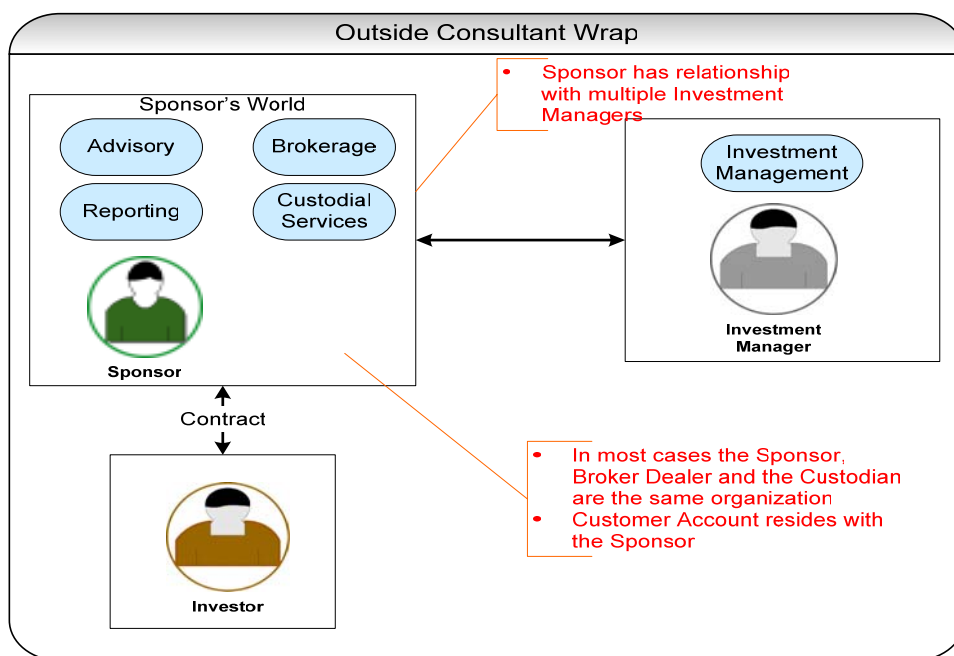 Outside Consultant Wrap
• Sponsor has relationship
with multiple Investment
Managers
Sponsor's World
Advisory
Brokerage
Reporting
Custodial
Services
Sponsor
Investment
Management
Investment
Manager
Contract
Investor
• In most cases the Sponsor,
Broker Dealer and the Custodian
are the same organization
• Customer Account resides with
the Sponsor